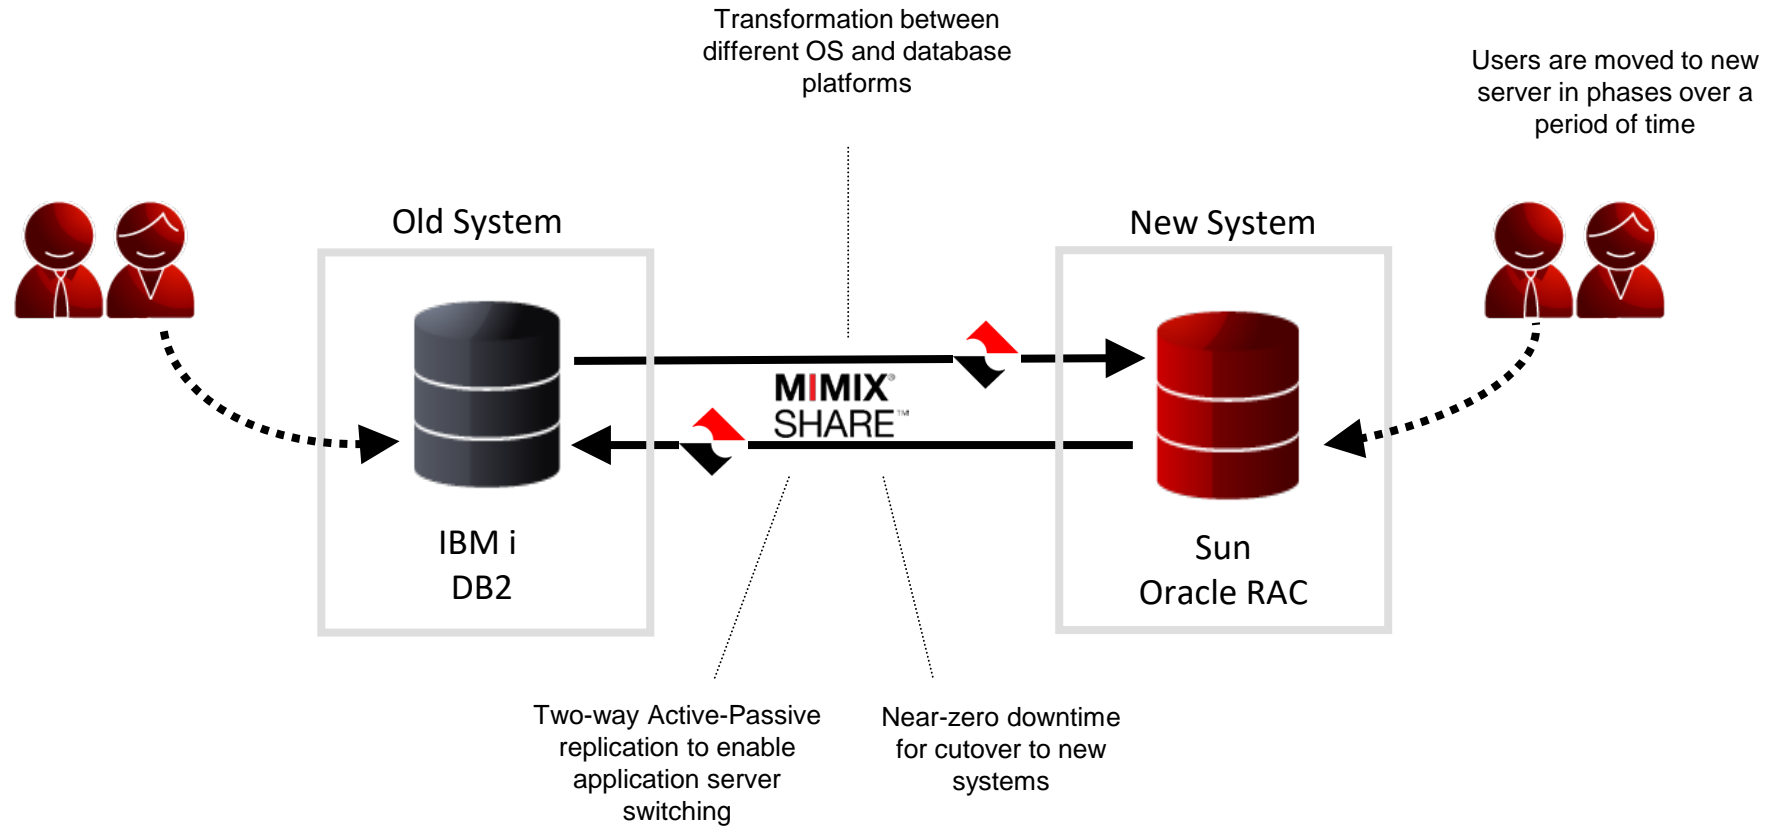 Transformation between
different OS and database
platforms
Users are moved to new
server in phases over a
period of time
Old System
New System
MIMIX®
SHARE™
IBM i
DB2
Sun
Oracle RAC
Two-way Active-Passive
replication to enable
application server
switching
Near-zero downtime
for cutover to new
systems